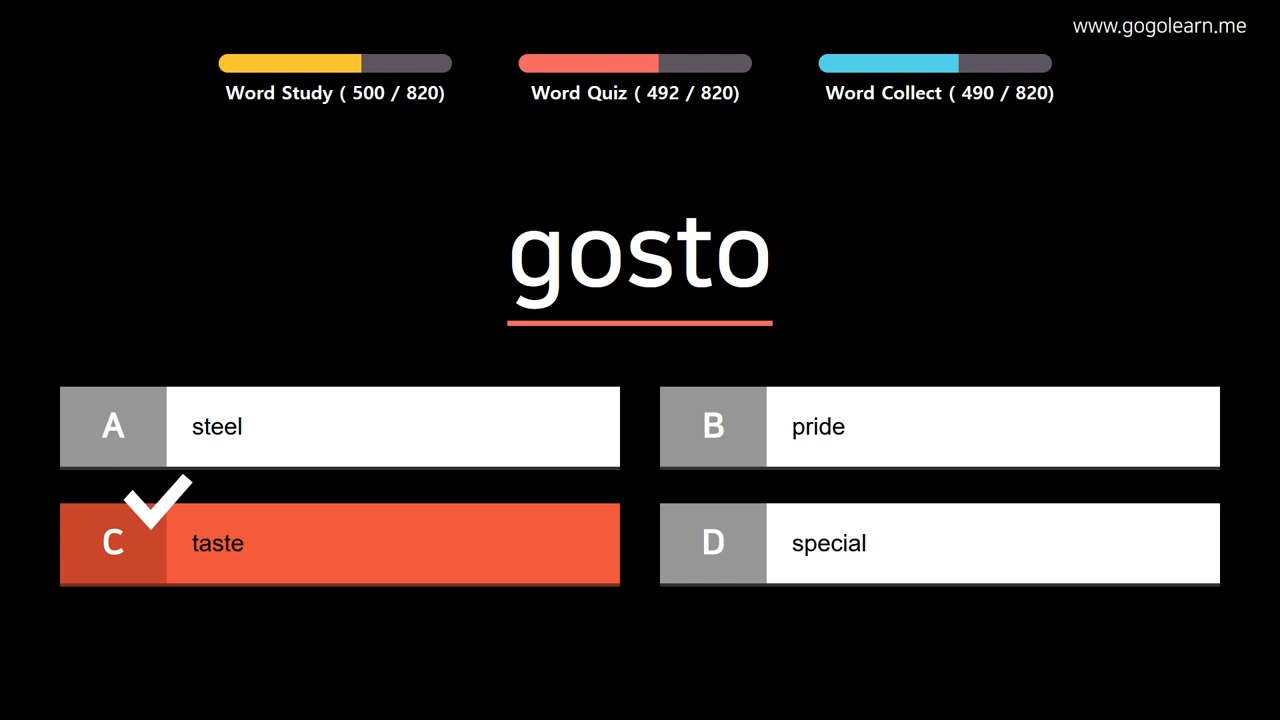 www.gogolearn.me
Word Study ( 500 / 820)
Word Quiz ( 492 / 820)
Word Collect ( 490 / 820)
gosto
A steel
B pride
C taste
D special